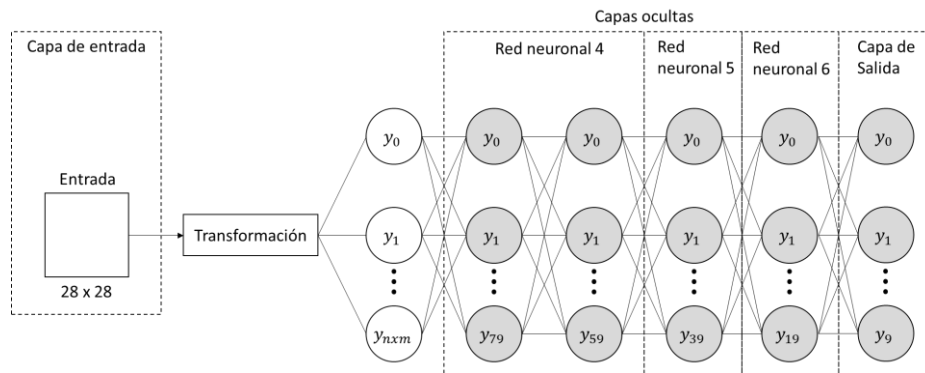 Capas ocultas
Capa de entrada
Red neuronal 4
Red
neuronal 5
Red
neuronal 6
Capa de
Salida
Entrada
28 x 28
Transformación
y₀
y₁
yₙₓₘ
y₀
y₁
y₇₉
y₀
y₁
y₅₉
y₀
y₁
y₃₉
y₀
y₁
y₁₉
y₀
y₁
y₉